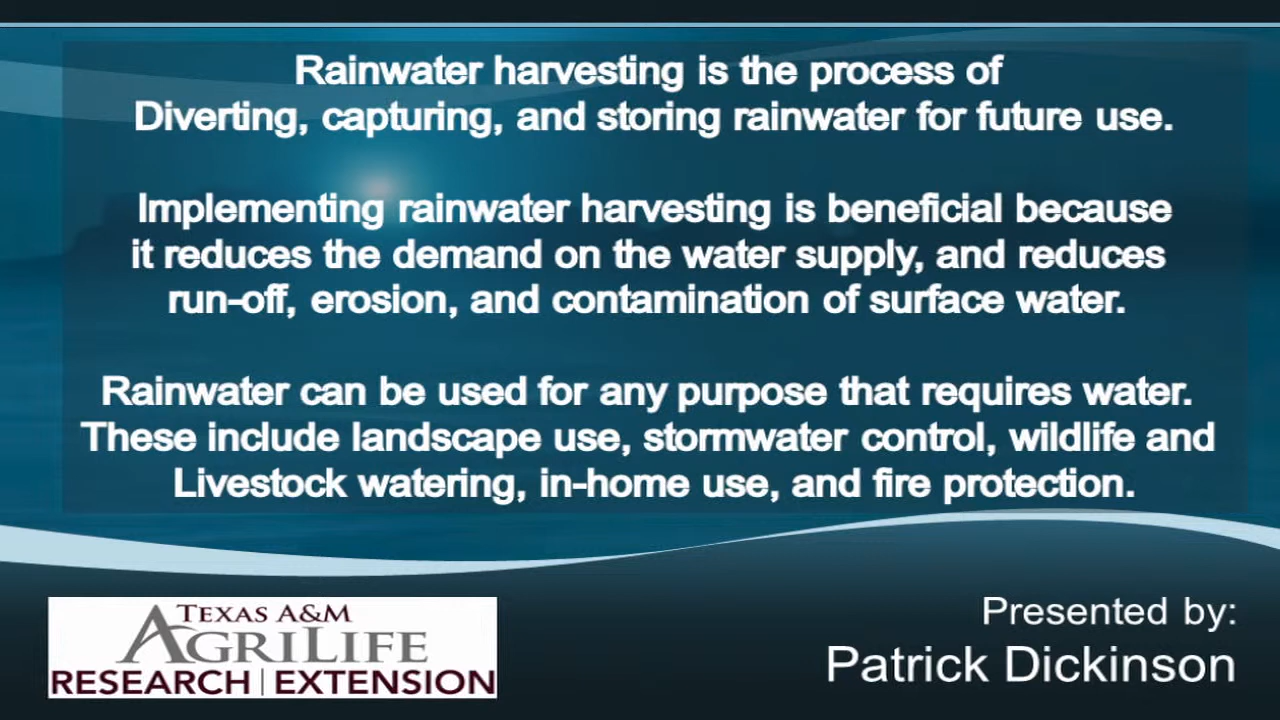 Rainwater harvesting is the process of
Diverting, capturing, and storing rainwater for future use.
Implementing rainwater harvesting is beneficial because
it reduces the demand on the water supply, and reduces
run-off, erosion, and contamination of surface water.
Rainwater can be used for any purpose that requires water.
These include landscape use, stormwater control, wildlife and
Livestock watering, in-home use, and fire protection.
TEXAS A&M
AGRILIFE
RESEARCH | EXTENSION
Presented by:
Patrick Dickinson